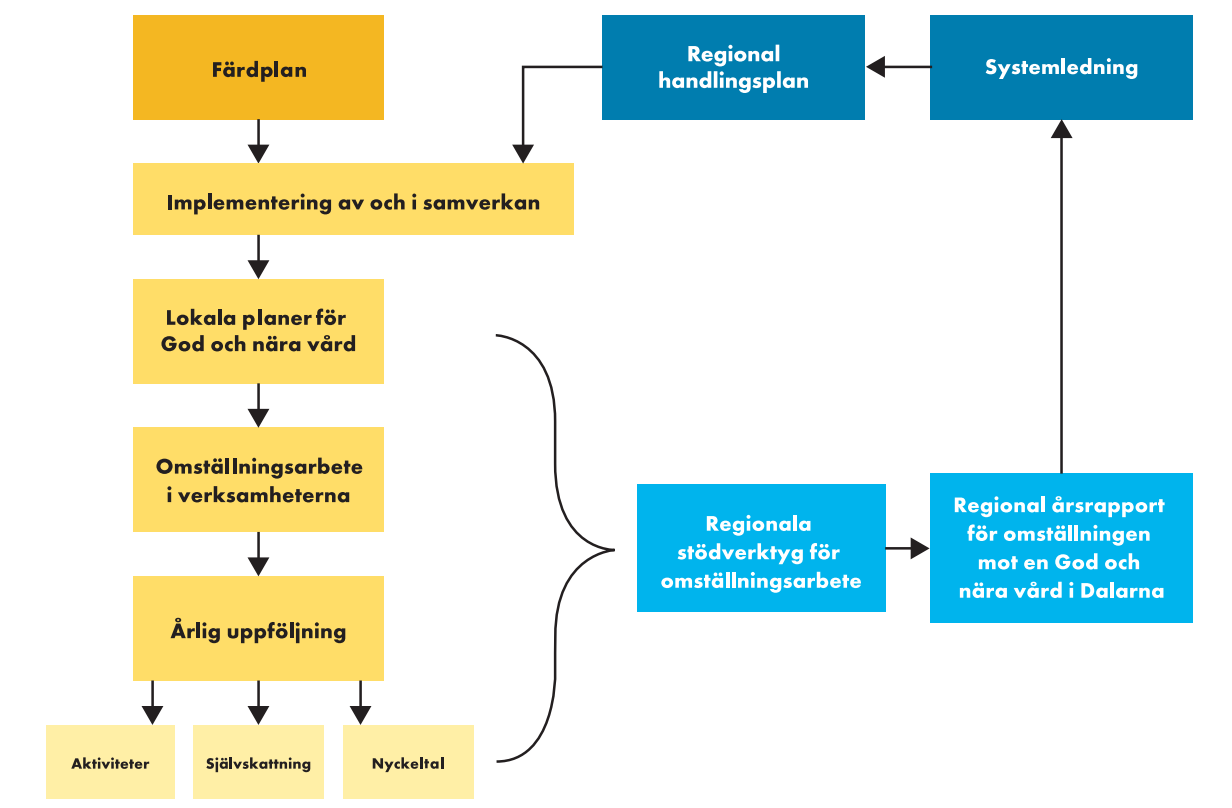 Färdplan
Regional
handlingsplan
Systemledning
Implementering av och i samverkan
Lokala planer för
God och nära vård
Omställningsarbete
i verksamheterna
Regionala
stödverktyg för
omställningsarbete
Regional årsrapport
för omställningen
mot en God och
nära vård i Dalarna
Årlig uppföljning
Aktiviteter
Självskattning
Nyckeltal